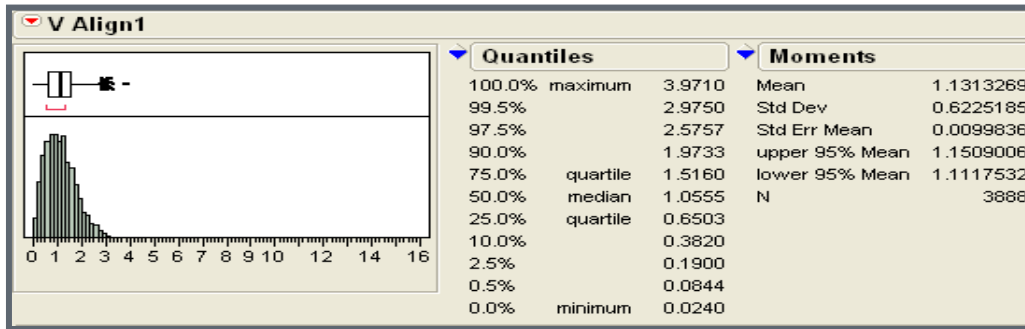 V Align1
Quantiles
100.0% maximum 3.9710
99.5% 2.9750
97.5% 2.5757
90.0% 1.9733
75.0% quartile 1.5160
50.0% median 1.0555
25.0% quartile 0.6503
10.0% 0.3820
2.5% 0.1900
0.5% 0.0844
0.0% minimum 0.0240
Moments
Mean 1.1313269
Std Dev 0.6225185
Std Err Mean 0.0099836
upper 95% Mean 1.1509006
lower 95% Mean 1.1117532
N 3888
0 1 2 3 4 5 6 7 8 9 10 12 14 16